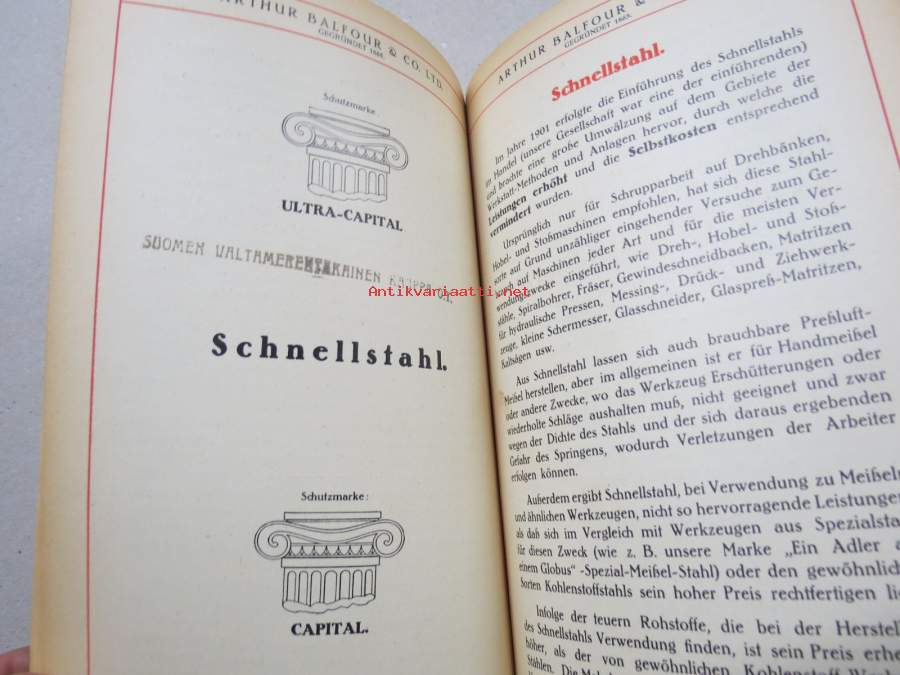 ARTHUR BALFOUR & CO. LTD.
GEGRÜNDET 1865.
Schutzmarke
ULTRA-CAPITAL
SUOMEN VALTAMERENTAKAINEN KAUPPA
Antikvariaatti.net
Schnellstahl.
Schutzmarke:
CAPITAL.
ARTHUR BALFOUR &
GEGRÜNDET 1865.
Schnellstahl.
Im Jahre 1901 erfolgte die Einführung des Schnellstahls
Handel (unsere Gesellschaft war eine der einführenden)
und brachte eine große Umwälzung auf dem Gebiete der
Werkstatt-Methoden und Anlagen hervor, durch welche die
Leistungen erhöht und die Selbstkosten entsprechend
vermindert wurden.
Ursprünglich nur für Schrupparbeit auf Drehbänken,
Hobel- und Stoßmaschinen empfohlen, hat sich diese Stahl-
sorte auf Grund unzähliger eingehender Versuche zum Ge-
auf Maschinen jeder Art und für die meisten Ver-
wendungszwecke eingeführt, wie Dreh-, Hobel- und Stoß-
stähle, Spiralbohrer, Fräser, Gewindeschneidbacken, Matritzen
für hydraulische Pressen, Messing-, Drück- und Ziehwerk-
zeuge, kleine Schermesser, Glasschneider, Glaspreß-Matritzen,
Kaltsägen usw.
Aus Schnellstahl lassen sich auch brauchbare Preßluft-
Meißel herstellen, aber im allgemeinen ist er für Handmeißel
oder andere Zwecke, wo das Werkzeug Erschütterungen oder
wiederholte Schläge aushalten muß, nicht geeignet und zwar
wegen der Dichte des Stahls und der sich daraus ergebenden
Gefahr des Springens, wodurch Verletzungen der Arbeiter
erfolgen können.
Außerdem ergibt Schnellstahl, bei Verwendung zu Meißeln
und ähnlichen Werkzeugen, nicht so hervorragende Leistungen
als daß sich im Vergleich mit Werkzeugen aus Spezialsta
für diesen Zweck (wie z. B. unsere Marke „Ein Adler a
einem Globus“ -Spezial-Meißel-Stahl) oder den gewöhnlich
Sorten Kohlenstoffstahls sein hoher Preis rechtfertigen lie
Infolge der teuern Rohstoffe, die bei der Herstel
des Schnellstahls Verwendung finden, ist sein Preis erhe
höher, als der von gewöhnlichen Kohlenstoff
Stählen. Die